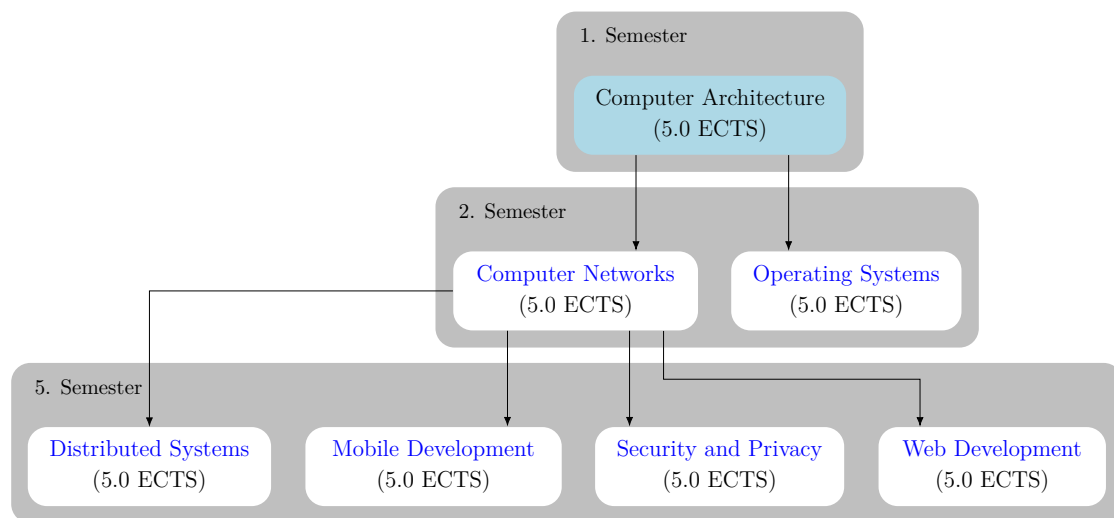 1. Semester
Computer Architecture
(5.0 ECTS)
2. Semester
Computer Networks
(5.0 ECTS)
Operating Systems
(5.0 ECTS)
5. Semester
Distributed Systems
(5.0 ECTS)
Mobile Development
(5.0 ECTS)
Security and Privacy
(5.0 ECTS)
Web Development
(5.0 ECTS)